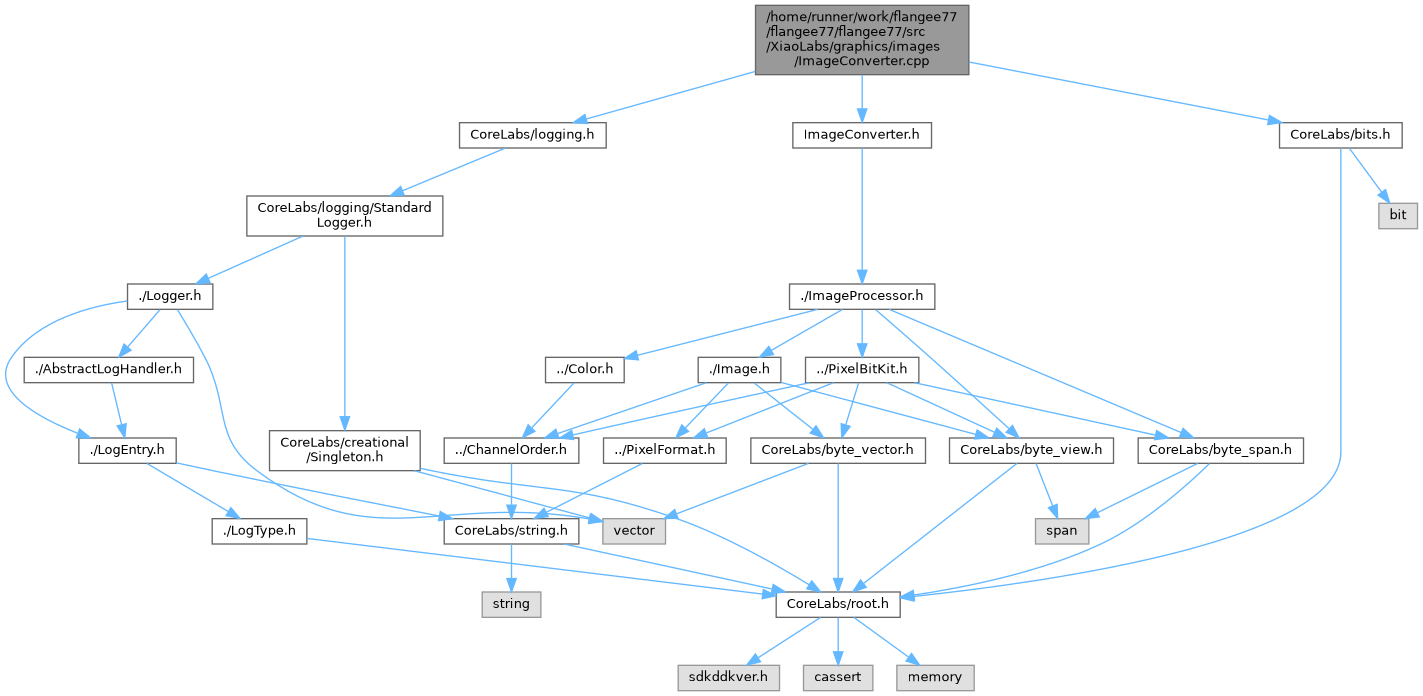 /home/runner/work/flangee77
/flangee77/flangee77/src
/XiaoLabs/graphics/images
/ImageConverter.cpp
CoreLabs/logging.h
ImageConverter.h
CoreLabs/bits.h
CoreLabs/logging/Standard
Logger.h
bit
./Logger.h
./ImageProcessor.h
./AbstractLogHandler.h
../Color.h
./Image.h
../PixelBitKit.h
./LogEntry.h
CoreLabs/creational
/Singleton.h
../ChannelOrder.h
../PixelFormat.h
CoreLabs/byte_vector.h
CoreLabs/byte_view.h
CoreLabs/byte_span.h
./LogType.h
CoreLabs/string.h
vector
span
string
CoreLabs/root.h
sdkddkver.h
cassert
memory